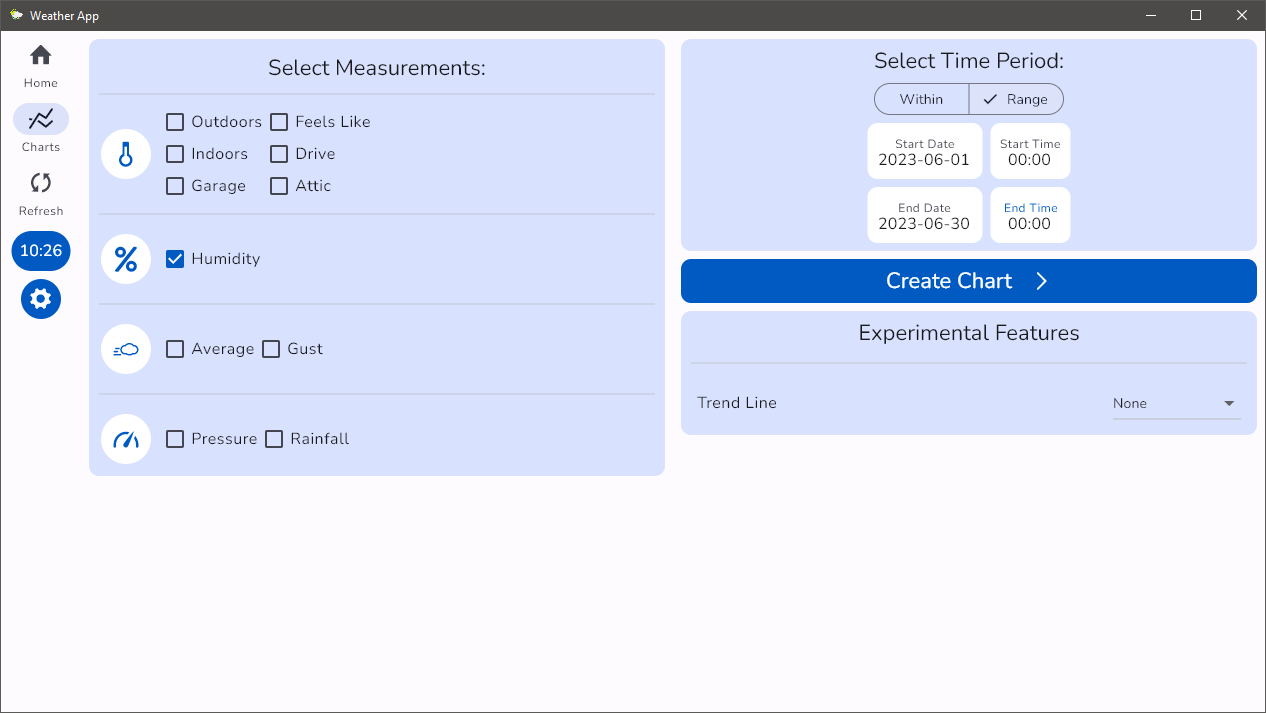 Weather App
Home
Charts
Refresh
10:26
Select Measurements:
Outdoors Feels Like
Indoors Drive
Garage Attic
% Humidity
Average Gust
Pressure Rainfall
Select Time Period:
Within Range
Start Date Start Time
2023-06-01 00:00
End Date End Time
2023-06-30 00:00
Create Chart
Experimental Features
Trend Line None